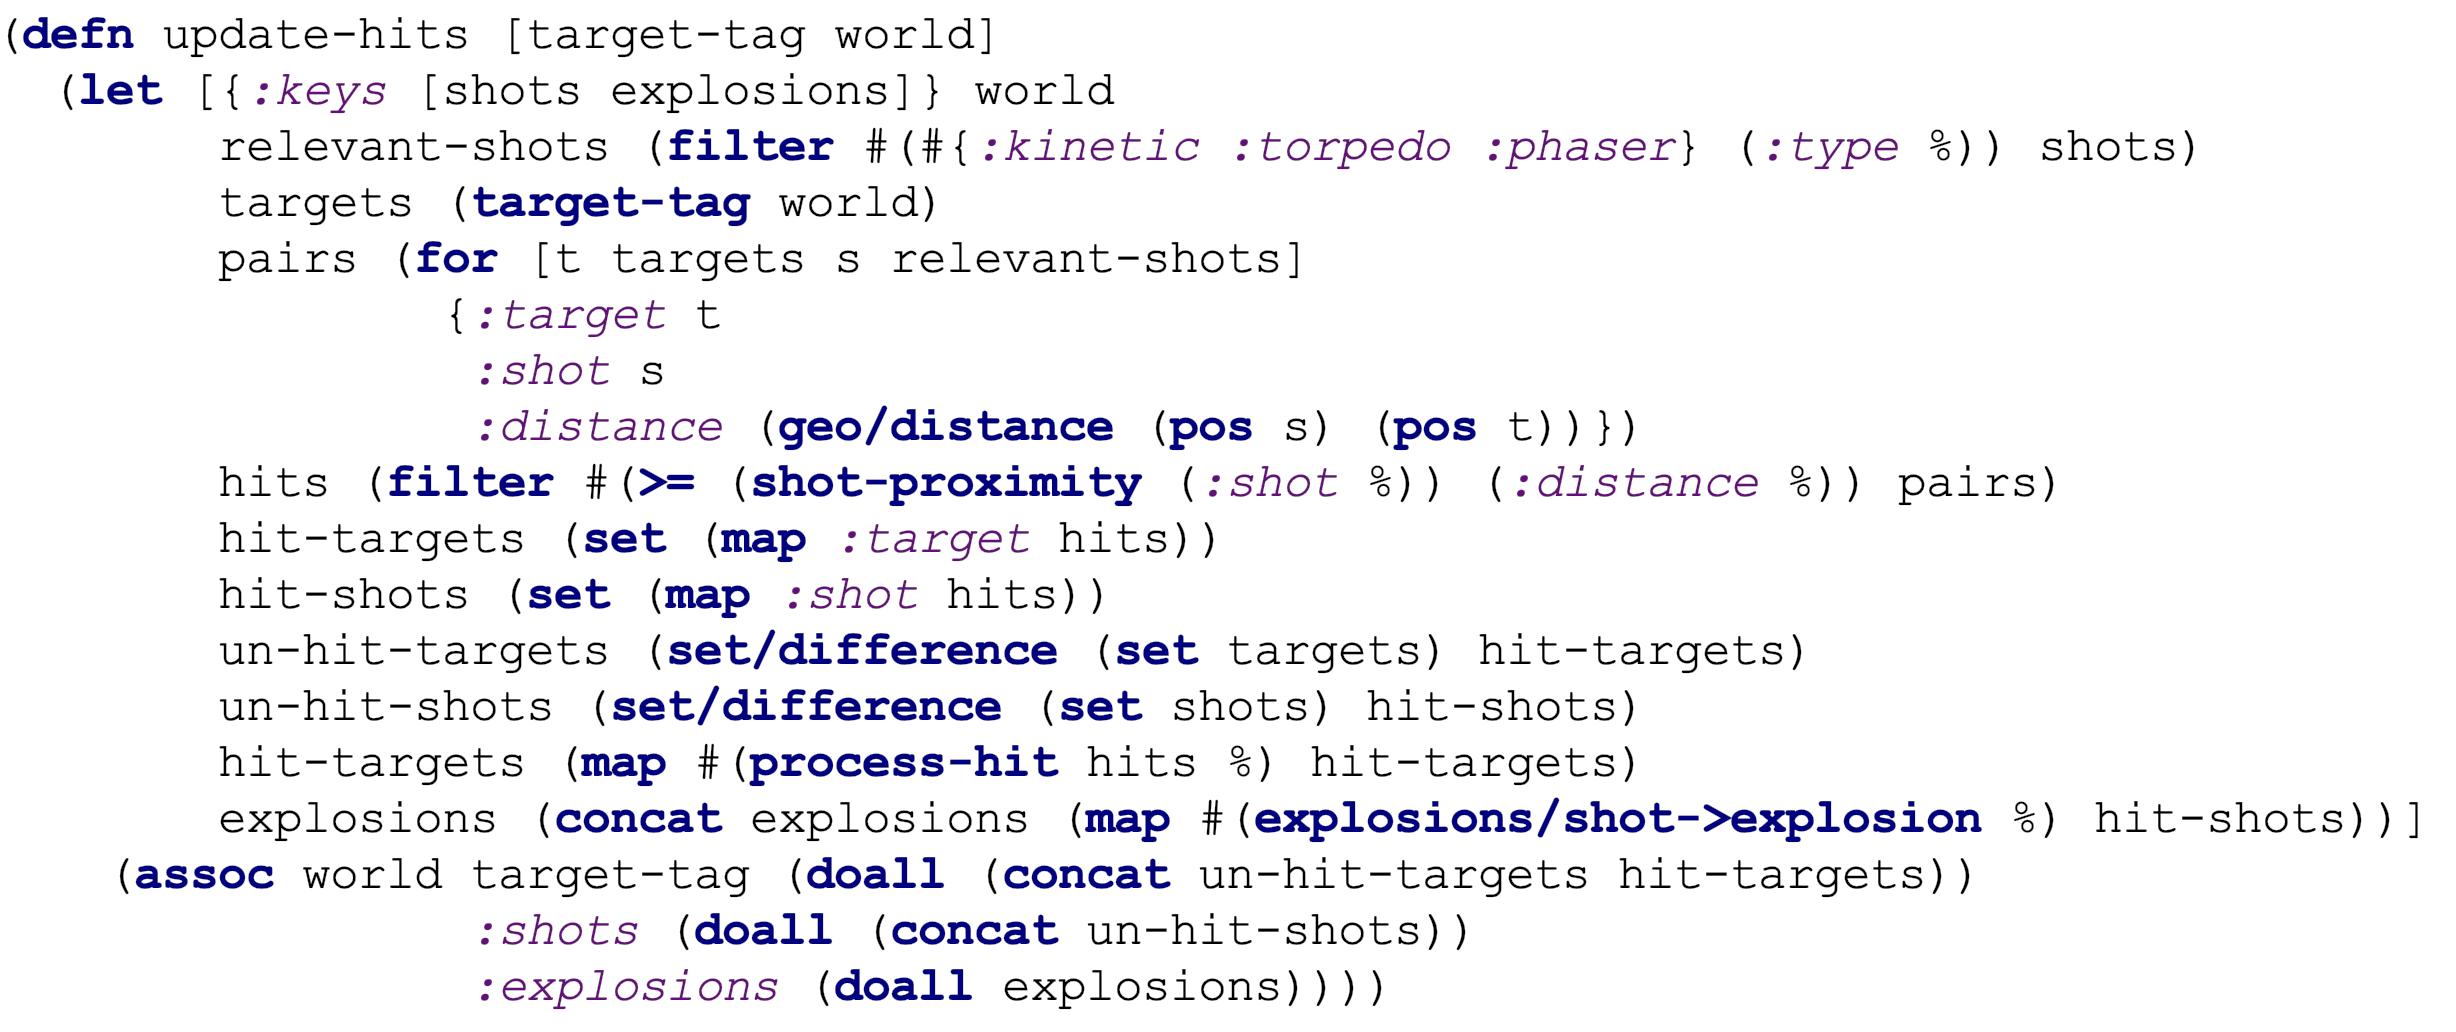 (defn update-hits [target-tag world]
  (let [{:keys [shots explosions]} world
        relevant-shots (filter #(#{:kinetic :torpedo :phaser} (:type %)) shots)
        targets (target-tag world)
        pairs (for [t targets s relevant-shots]
                {:target t
                 :shot s
                 :distance (geo/distance (pos s) (pos t))})
        hits (filter #(>= (shot-proximity (:shot %)) (:distance %)) pairs)
        hit-targets (set (map :target hits))
        hit-shots (set (map :shot hits))
        un-hit-targets (set/difference (set targets) hit-targets)
        un-hit-shots (set/difference (set shots) hit-shots)
        hit-targets (map #(process-hit hits %) hit-targets)
        explosions (concat explosions (map #(explosions/shot->explosion %) hit-shots))]
    (assoc world target-tag (doall (concat un-hit-targets hit-targets))
                 :shots (doall (concat un-hit-shots))
                 :explosions (doall explosions))))